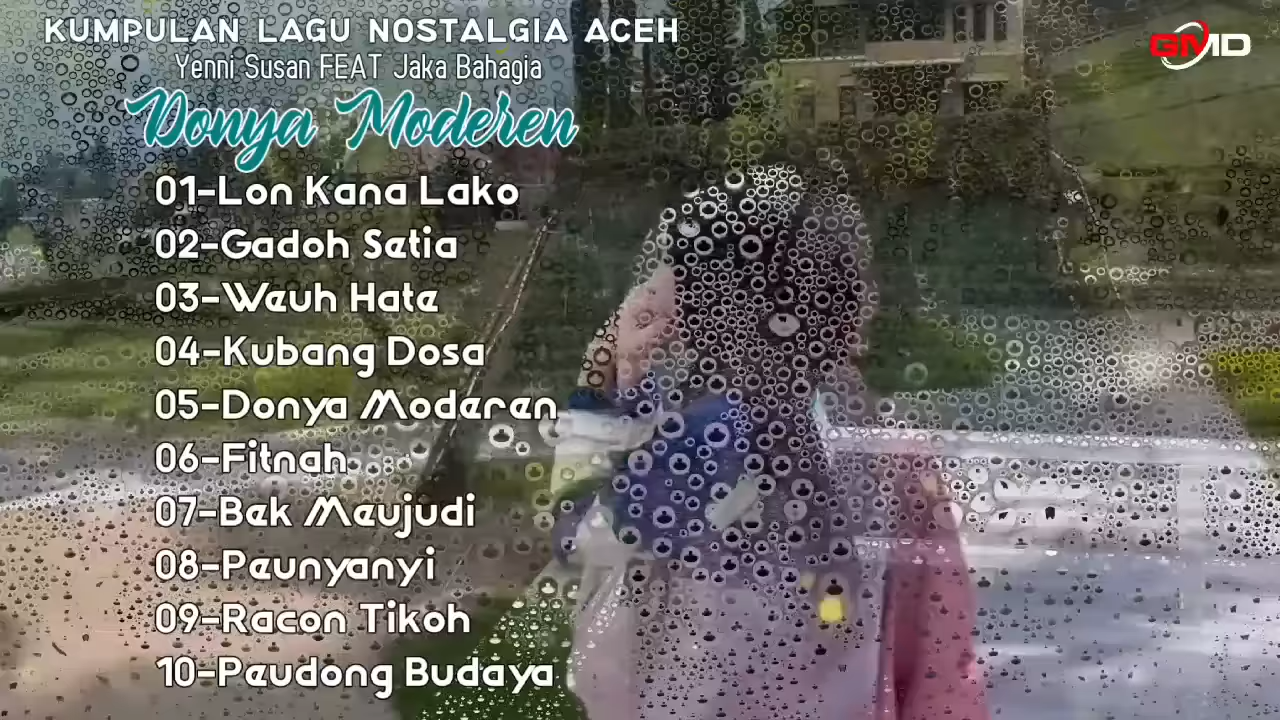 KUMPULAN LAGU NOSTALGIA ACEH
Yenni Susan FEAT Jaka Bahagia
Donya Moderen
01-Lon Kana Lako
02-Gadoh Setia
03-Weuh Hate
04-Kubang Dosa
05-Donya Moderen
06-Fitnah
07-Bek Meujudi
08-Peunyanyi
09-Racon Tikoh
10-Peudong Budaya
GMD